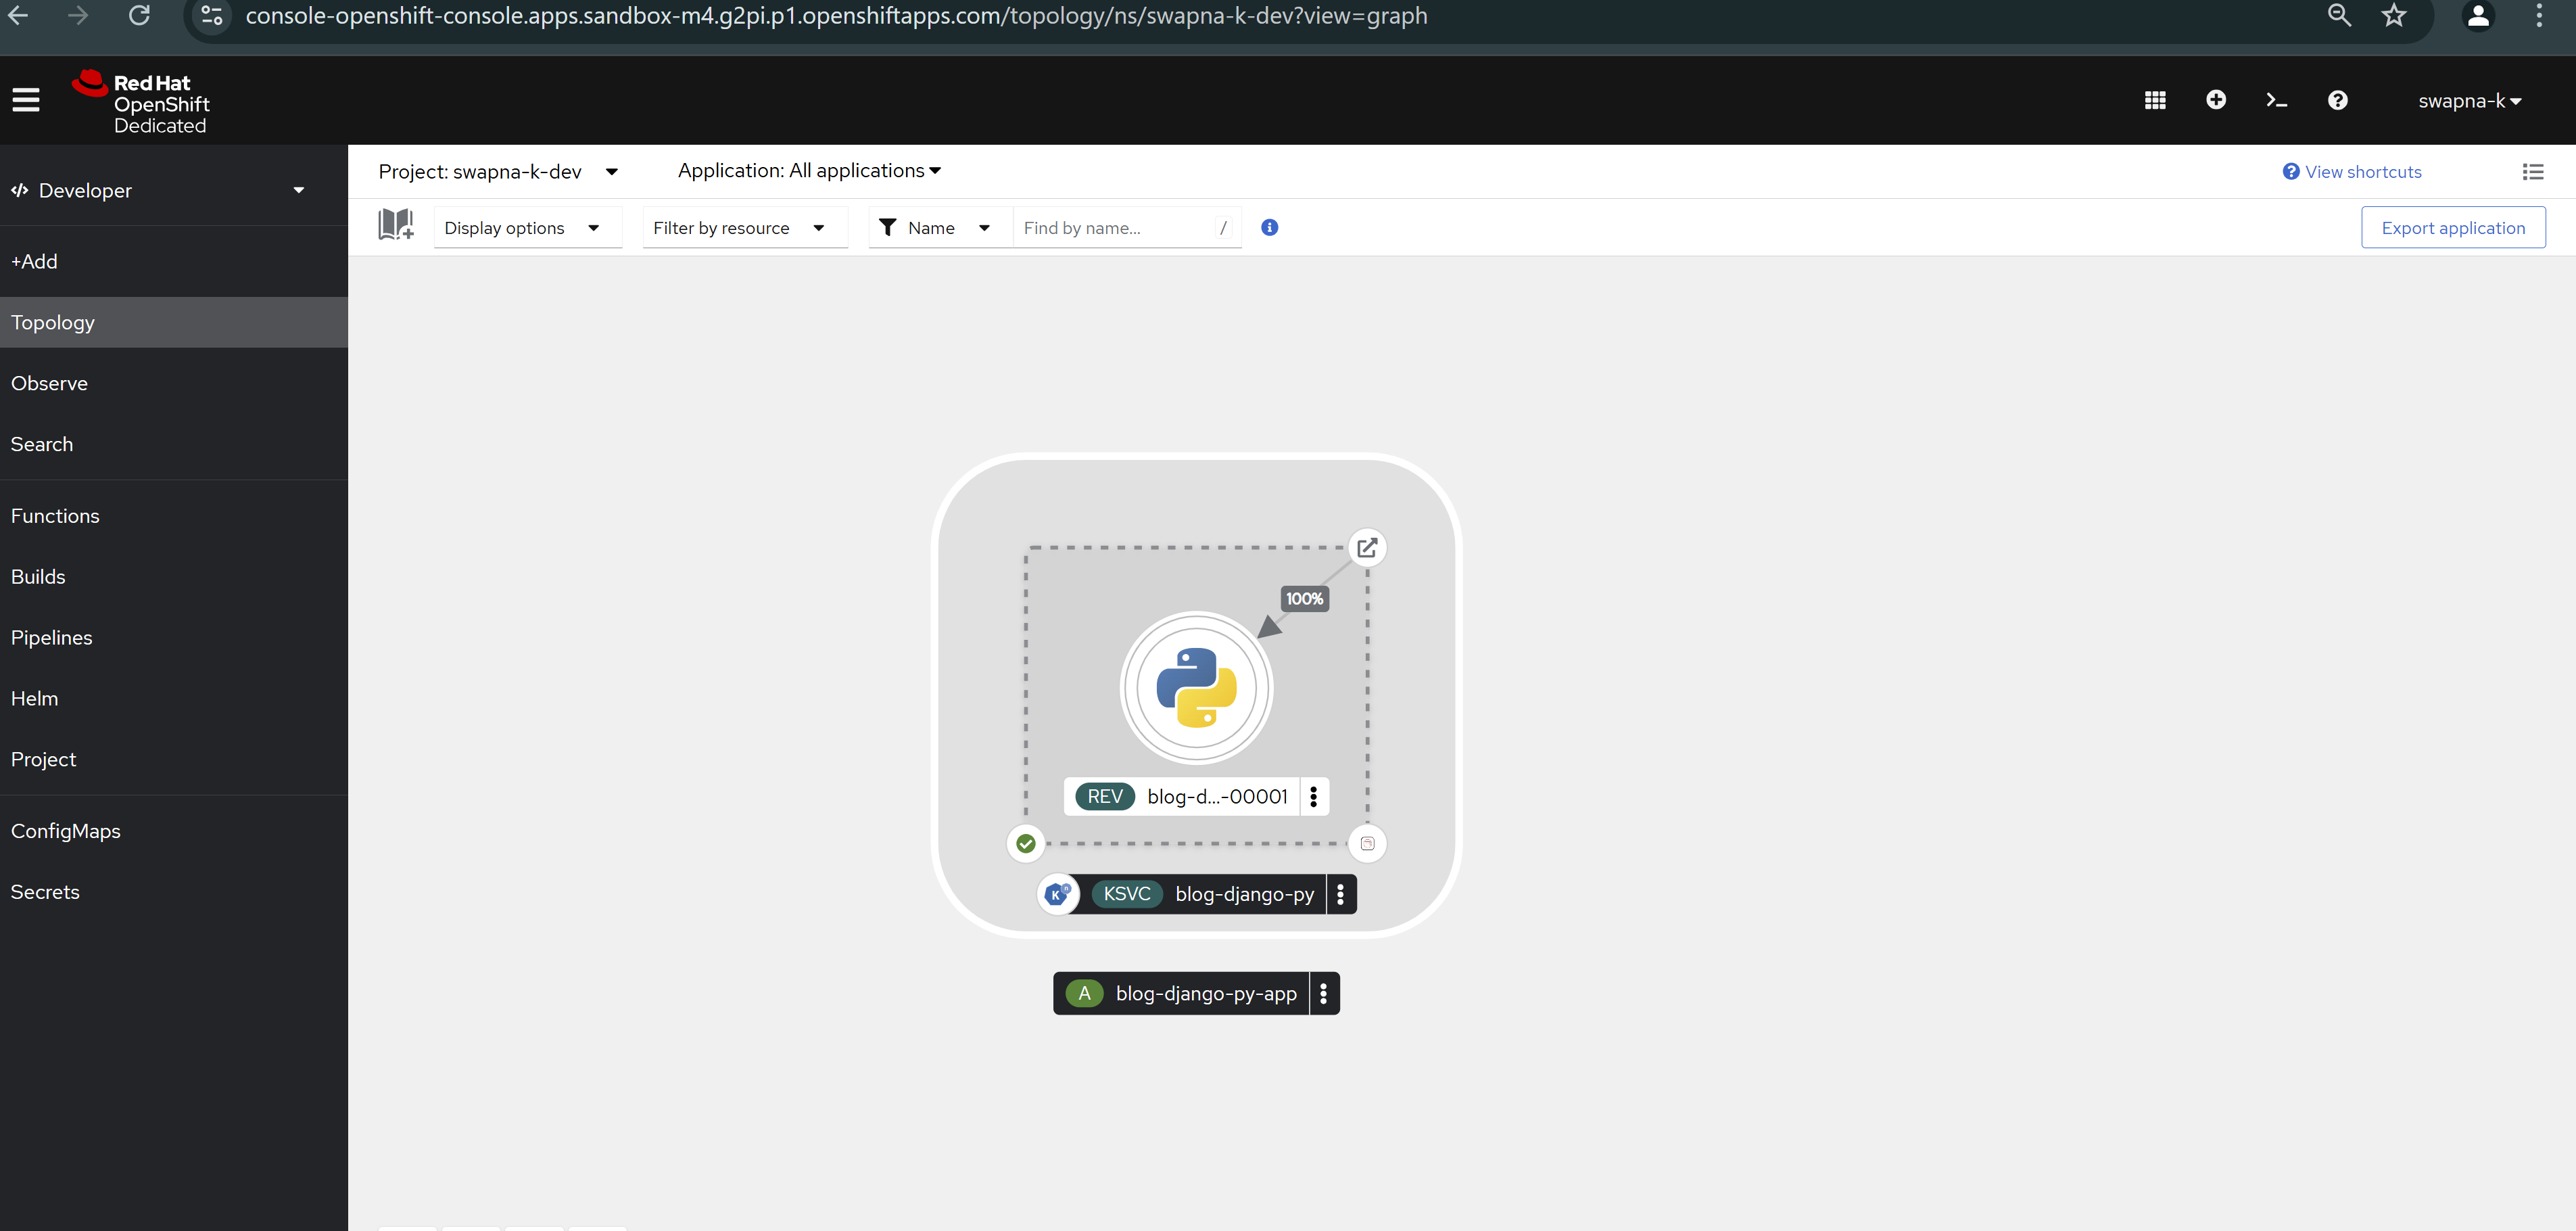 console-openshift-console.apps.sandbox-m4.g2pi.p1.openshiftapps.com/topology/ns/swapna-k-dev?view=graph
Red Hat
OpenShift
Dedicated
swapna-k
Developer
+Add
Topology
Observe
Search
Functions
Builds
Pipelines
Helm
Project
ConfigMaps
Secrets
Project: swapna-k-dev
Application: All applications
View shortcuts
Display options
Filter by resource
Name
Find by name...
/
Export application
100%
REV blog-d...-00001
KSVC blog-django-py
A blog-django-py-app